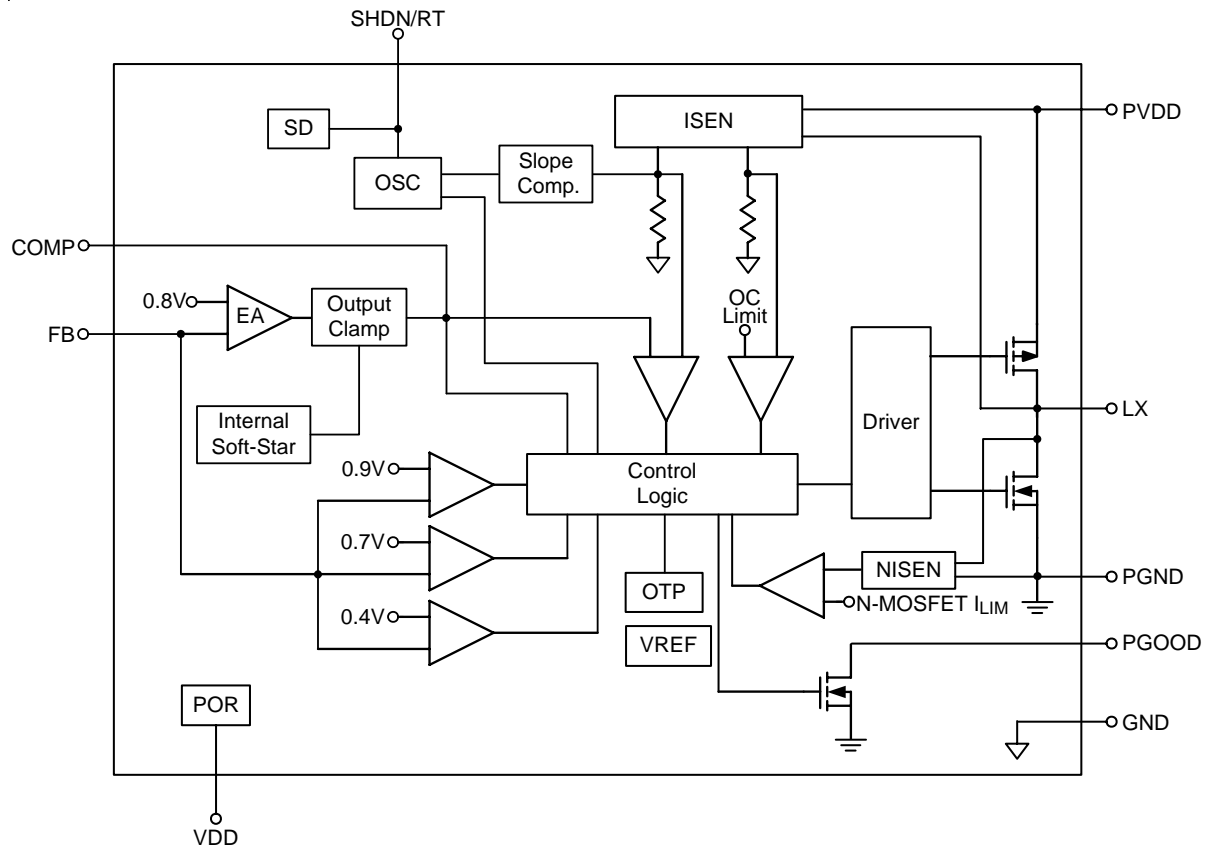 SHDN/RT
SD
OSC
Slope
Comp.
ISEN
PVDD
COMP
0.8V
EA
Output
Clamp
FB
OC
Limit
Internal
Soft-Star
Driver
LX
0.9V
Control
Logic
0.7V
OTP
NISEN
PGND
N-MOSFET ILIM
0.4V
VREF
PGOOD
POR
GND
VDD